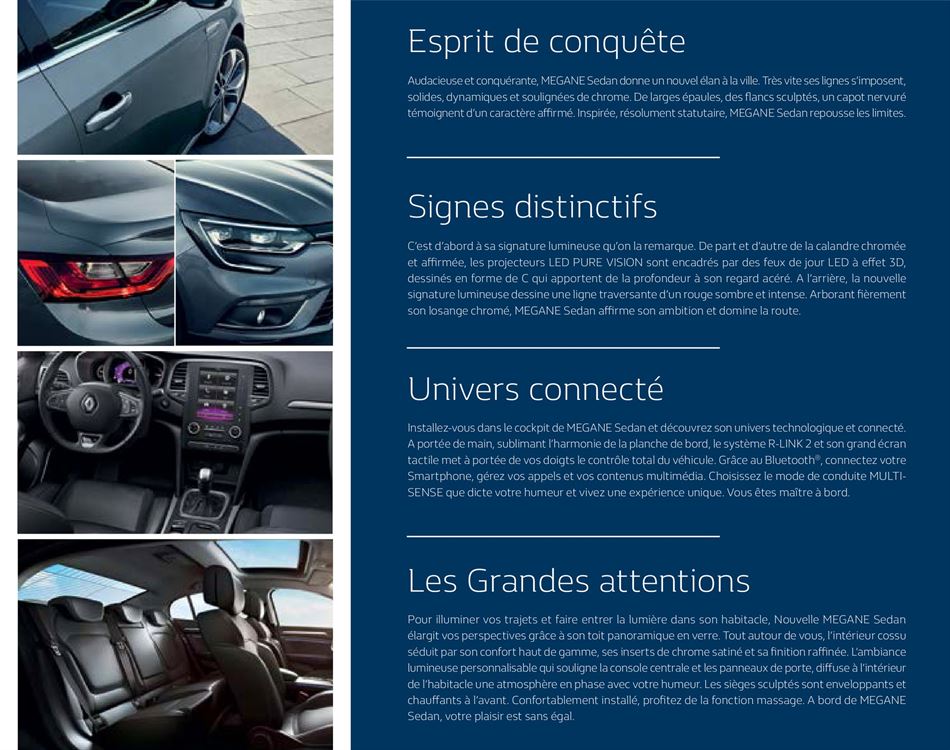 Esprit de conquête
Audacieuse et conquérante, MEGANE Sedan donne un nouvel élan à la ville. Très vite ses lignes s'imposent,
solides, dynamiques et soulignées de chrome. De larges épaules, des flancs sculptés, un capot nervuré
témoignent d'un caractère affirmé. Inspirée, résolument statutaire, MEGANE Sedan repousse les limites.
Signes distinctifs
C'est d'abord à sa signature lumineuse qu'on la remarque. De part et d'autre de la calandre chromée
et affirmée, les projecteurs LED PURE VISION sont encadrés par des feux de jour LED à effet 3D,
dessinés en forme de C qui apportent de la profondeur à son regard acéré. A l'arrière, la nouvelle
signature lumineuse dessine une ligne traversante d'un rouge sombre et intense. Arborant fièrement
son losange chromé, MEGANE Sedan affirme son ambition et domine la route.
Univers connecté
Installez-vous dans le cockpit de MEGANE Sedan et découvrez son univers technologique et connecté.
A portée de main, sublimant l'harmonie de la planche de bord, le système R-LINK 2 et son grand écran
tactile met à portée de vos doigts le contrôle total du véhicule. Grâce au Bluetooth®, connectez votre
Smartphone, gérez vos appels et vos contenus multimédia. Choisissez le mode de conduite MULTI-
SENSE que dicte votre humeur et vivez une expérience unique. Vous êtes maître à bord.
Les Grandes attentions
Pour illuminer vos trajets et faire entrer la lumière dans son habitacle, Nouvelle MEGANE Sedan
élargit vos perspectives grâce à son toit panoramique en verre. Tout autour de vous, l'intérieur cossu
séduit par son confort haut de gamme, ses inserts de chrome satiné et sa finition raffinée. L'ambiance
lumineuse personnalisable qui souligne la console centrale et les panneaux de porte, diffuse à l'intérieur
de l'habitacle une atmosphère en phase avec votre humeur. Les sièges sculptés sont enveloppants et
chauffants à l'avant. Confortablement installé, profitez de la fonction massage. A bord de MEGANE
Sedan, votre plaisir est sans égal.